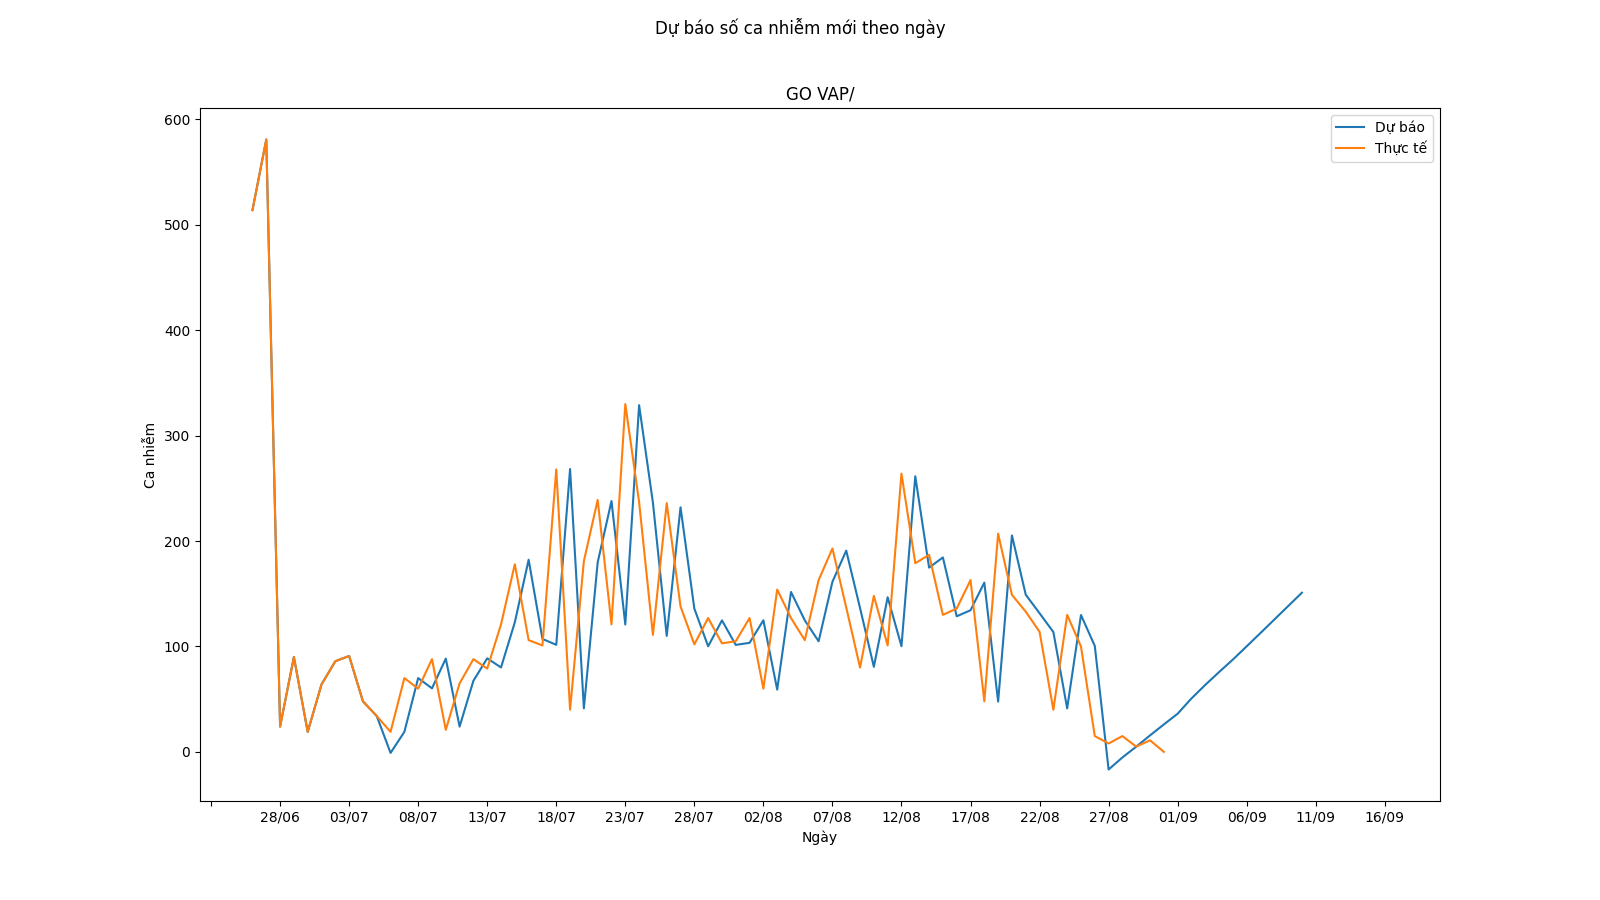 Dự báo số ca nhiễm mới theo ngày
GO VAP/
Dự báo
Thực tế
Ca nhiễm
600
500
400
300
200
100
0
28/06 03/07 08/07 13/07 18/07 23/07 28/07 02/08 07/08 12/08 17/08 22/08 27/08 01/09 06/09 11/09 16/09
Ngày